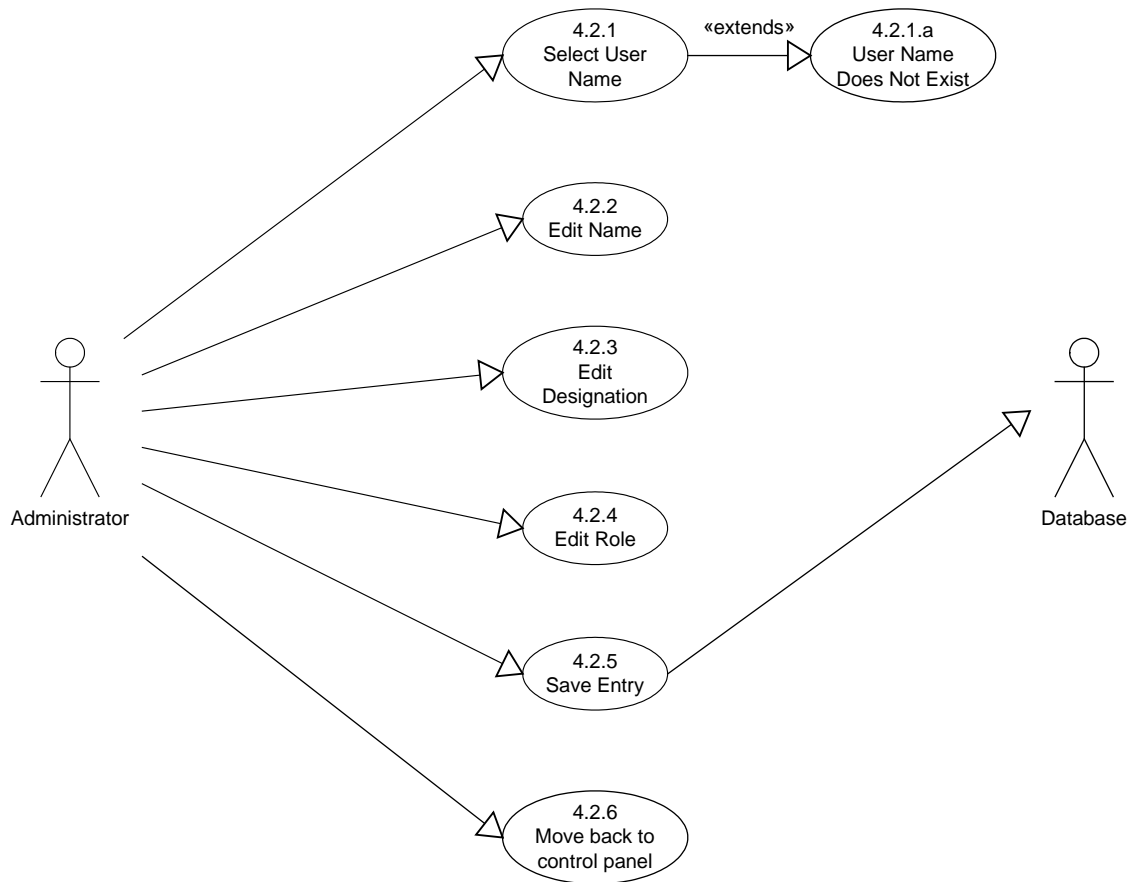 4.2.1
Select User
Name
«extends»
4.2.1.a
User Name
Does Not Exist
4.2.2
Edit Name
4.2.3
Edit
Designation
Administrator
Database
4.2.4
Edit Role
4.2.5
Save Entry
4.2.6
Move back to
control panel